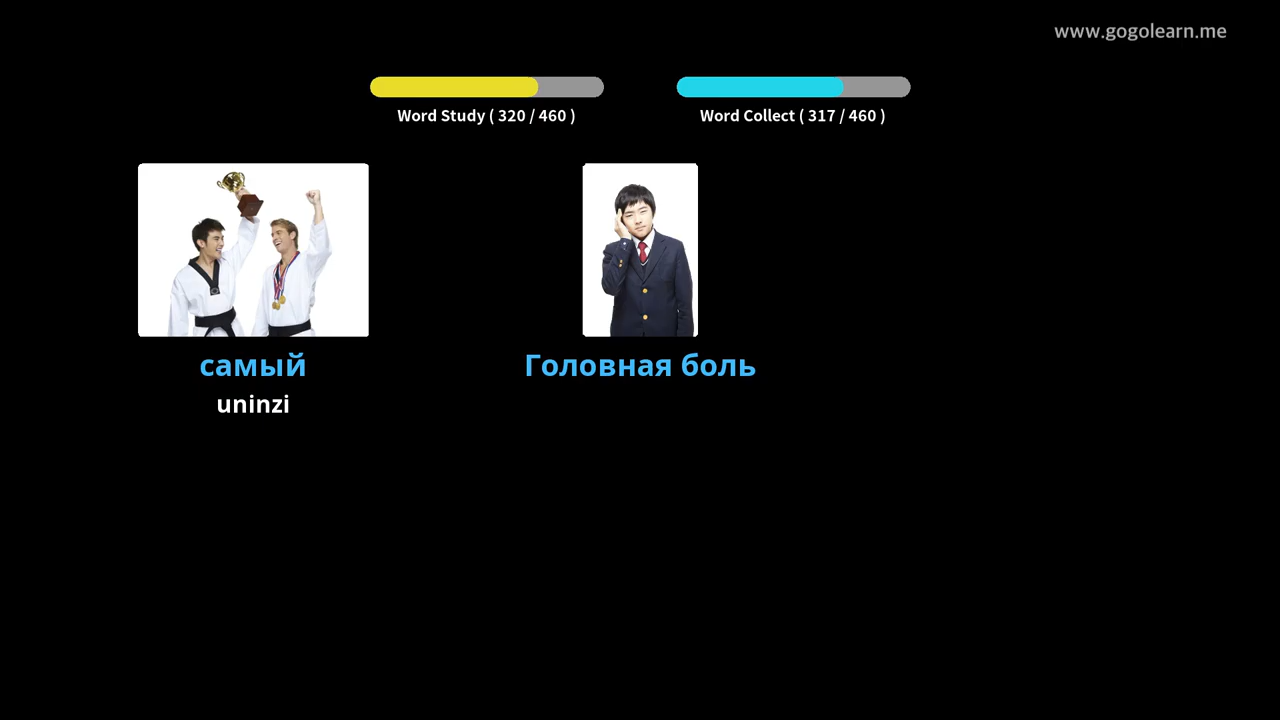 www.gogolearn.me
Word Study ( 320 / 460 )
Word Collect ( 317 / 460 )
самый
uninzi
Головная боль